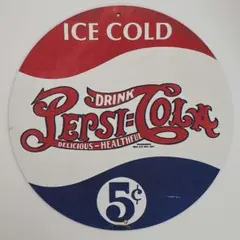 ICE COLD
DRINK
PEPSI=COLA
DELICIOUS–HEALTHFUL
5¢